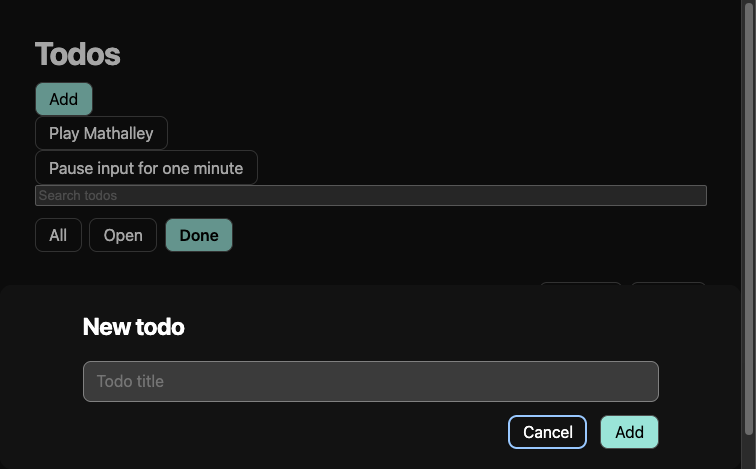 Todos
Add
Play Mathalley
Pause input for one minute
Search todos
All Open Done
New todo
Todo title
Cancel Add